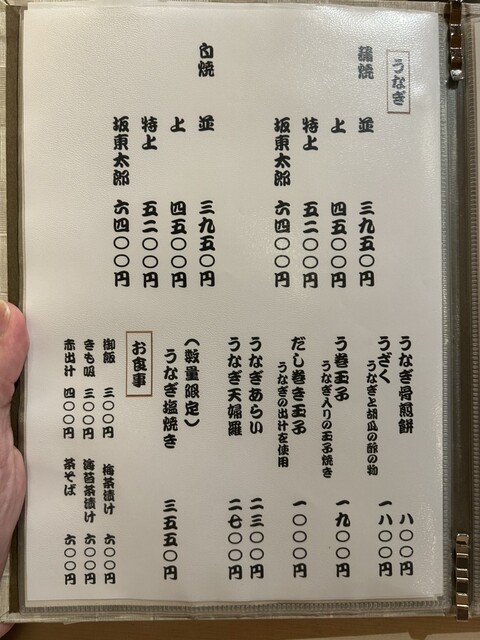 うなぎ
蒲焼
並 三九五〇円
上 四五〇〇円
特上 五二〇〇円
坂東太郎 六四〇〇円
白焼
並 三九五〇円
上 四五〇〇円
特上 五二〇〇円
坂東太郎 六四〇〇円
うなぎ骨煎餅 八〇〇円
うざく 一八〇〇円
うなぎと胡瓜の酢の物
う巻玉子 一九〇〇円
うなぎ入りの玉子焼き
だし巻き玉子 一〇〇〇円
うなぎの出汁を使用
うなぎあらい 二三〇〇円
うなぎ天婦羅 二七〇〇円
(数量限定)
うなぎ塩焼き 三五五〇円
お食事
御飯 三〇〇円
きも吸 三〇〇円
赤出汁 四〇〇円
梅茶漬け 六〇〇円
海苔茶漬け 六〇〇円
茶そば 六〇〇円